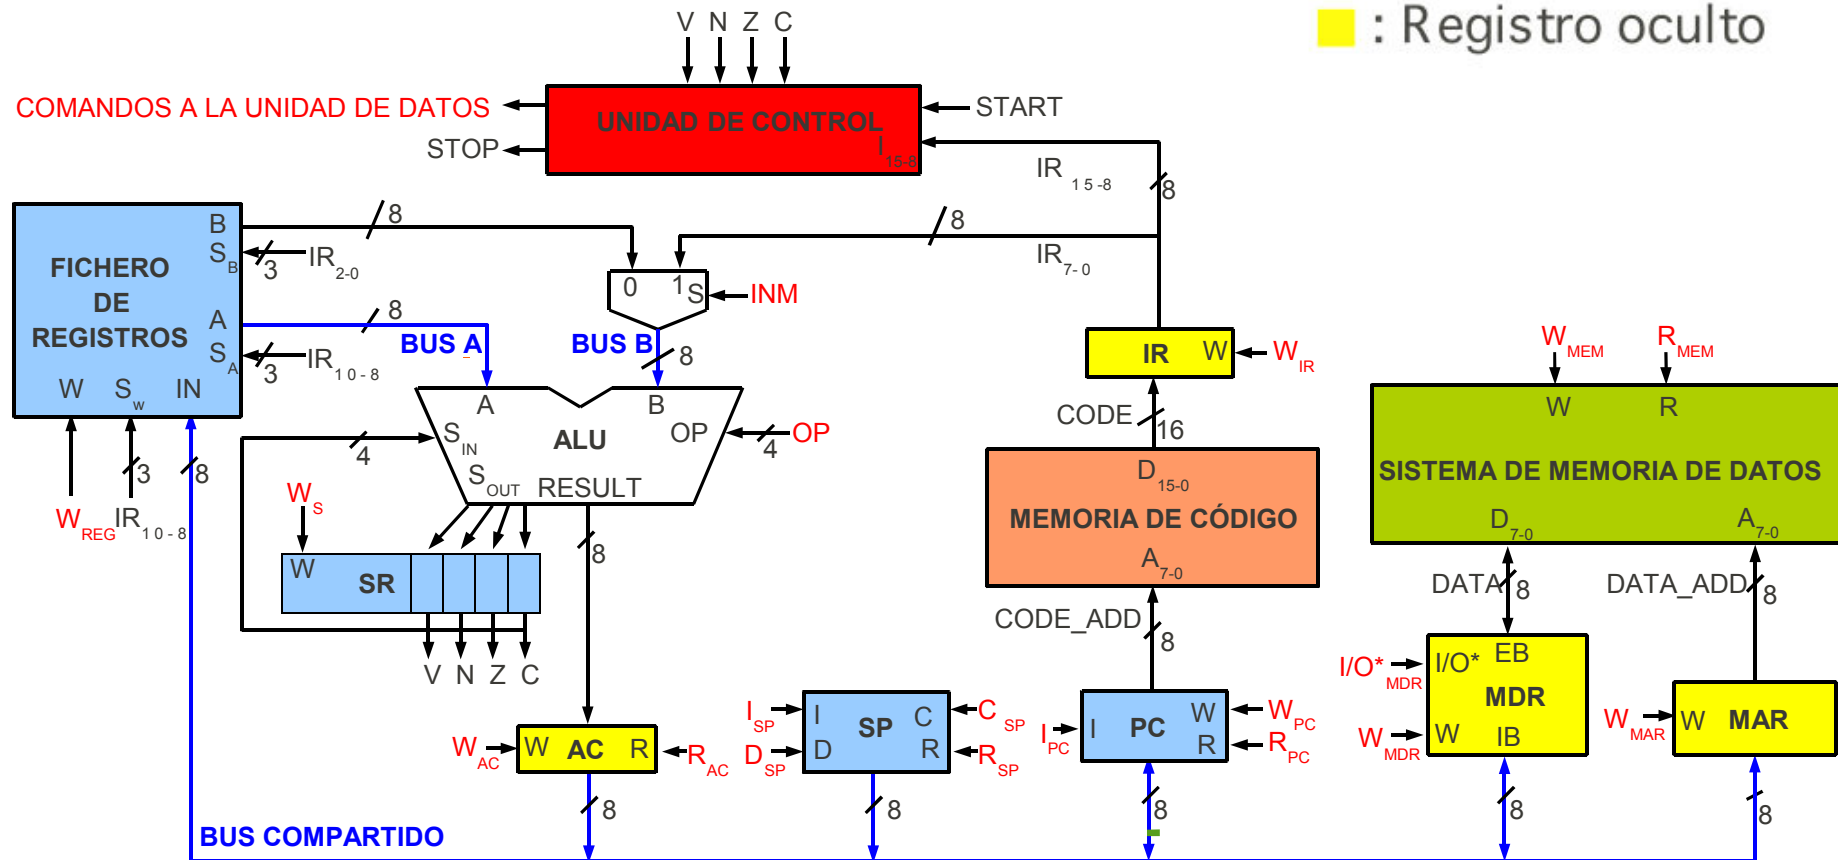 V N Z C
: Registro oculto
COMANDOS A LA UNIDAD DE DATOS
UNIDAD DE CONTROL
START
STOP
I15-8
IR 15-8
8
B
8
8
SB
3
IR2-0
IR7-0
FICHERO
DE
REGISTROS
0 1 S
INM
A
8
BUS A
BUS B
8
SA
3
IR10-8
IR W
WIR
WMEM
RMEM
W Sw IN
A
B
W
R
CODE
16
SIN
ALU
OP
4
OP
4
3
8
SOUT
RESULT
D15-0
SISTEMA DE MEMORIA DE DATOS
WREG
IR10-8
WS
MEMORIA DE CÓDIGO
D7-0
A7-0
8
W
SR
A7-0
DATA
8
DATA_ADD
8
CODE_ADD
8
V N Z C
I/O*MDR
I/O*
EB
MDR
ISP
I
SP
C
CSP
IPC
I
PC
W
WPC
WMAR
W
MAR
WAC
W
AC
R
RAC
DSP
D
R
RSP
R
RPC
WMDR
W
IB
8
8
8
8
8
BUS COMPARTIDO